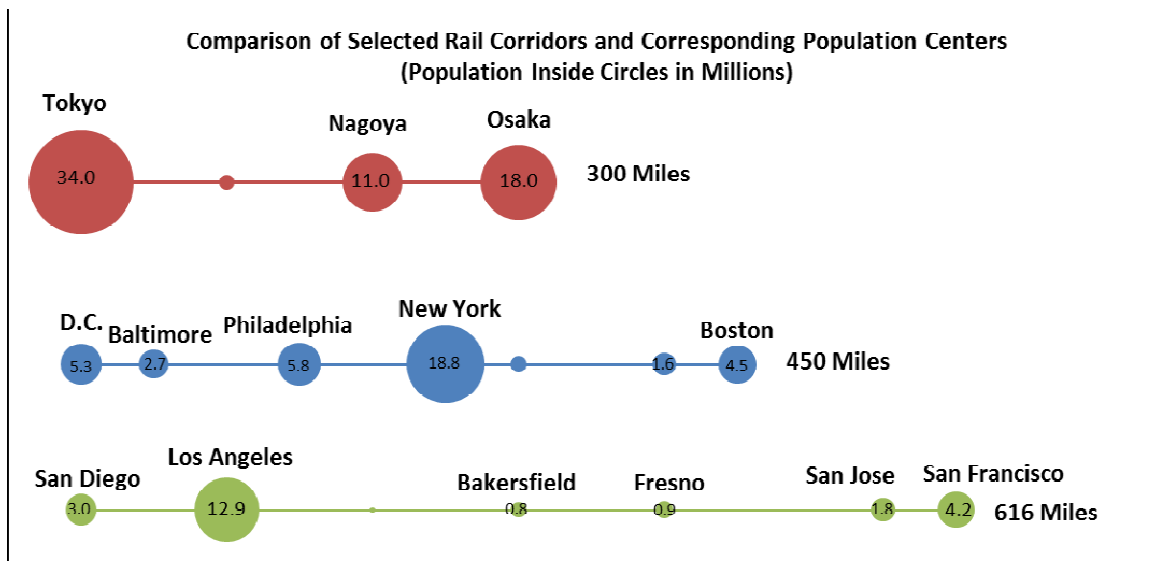 Comparison of Selected Rail Corridors and Corresponding Population Centers
(Population Inside Circles in Millions)
Tokyo
Nagoya
Osaka
34.0
11.0
18.0
300 Miles
D.C.
Baltimore
Philadelphia
New York
Boston
5.3
2.7
5.8
18.8
1.6
4.5
450 Miles
San Diego
Los Angeles
Bakersfield
Fresno
San Jose
San Francisco
3.0
12.9
0.8
0.9
1.8
4.2
616 Miles